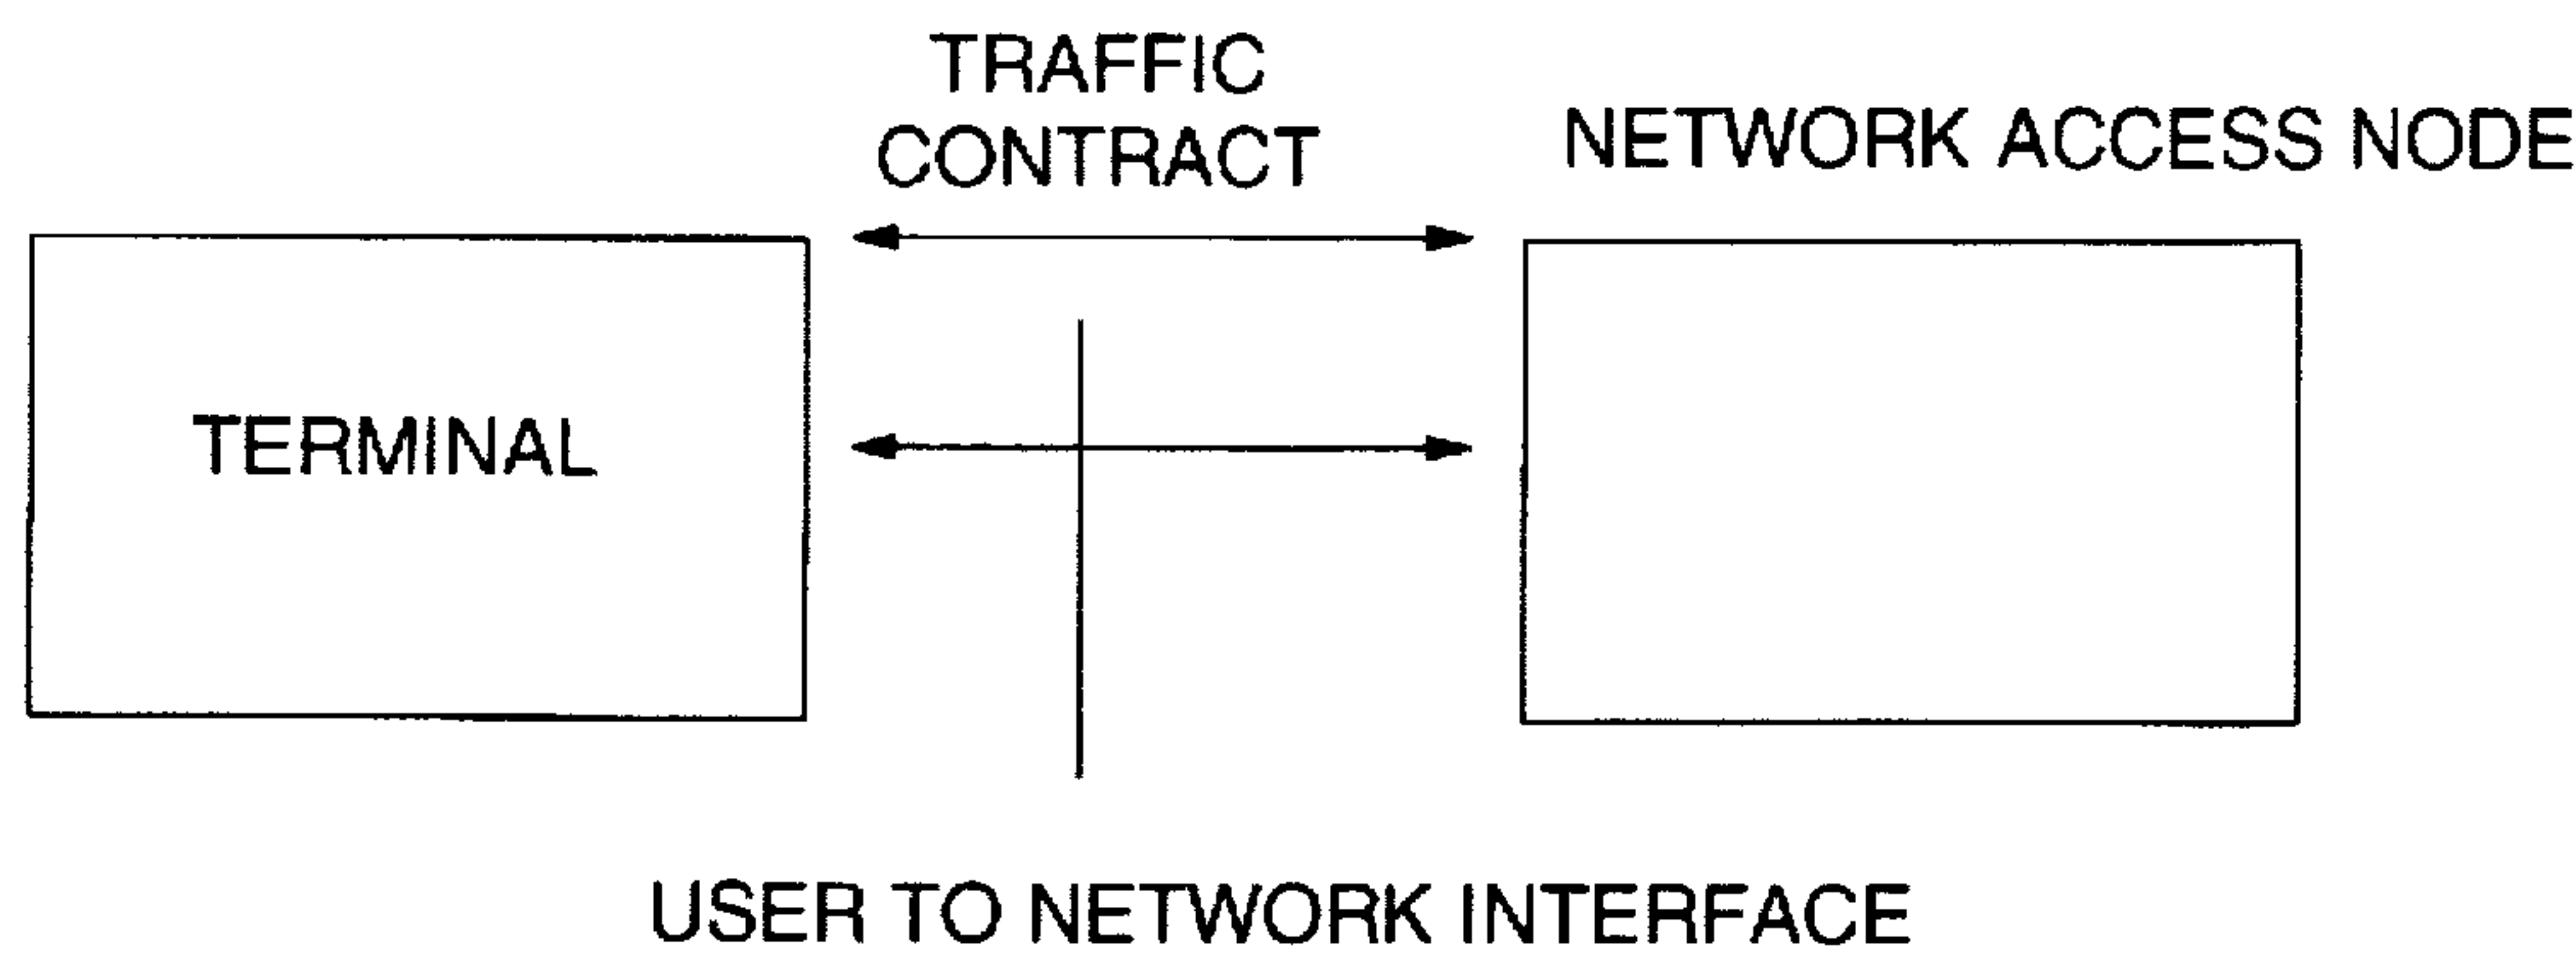 TRAFFIC
CONTRACT
NETWORK ACCESS NODE
TERMINAL
USER TO NETWORK INTERFACE